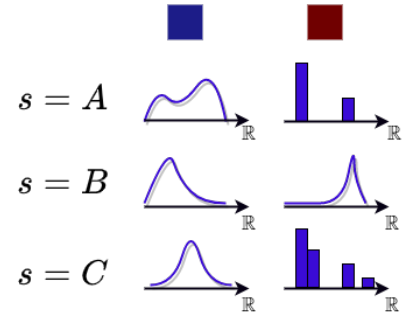 s = A
ℝ ℝ
s = B
ℝ ℝ
s = C
ℝ ℝ